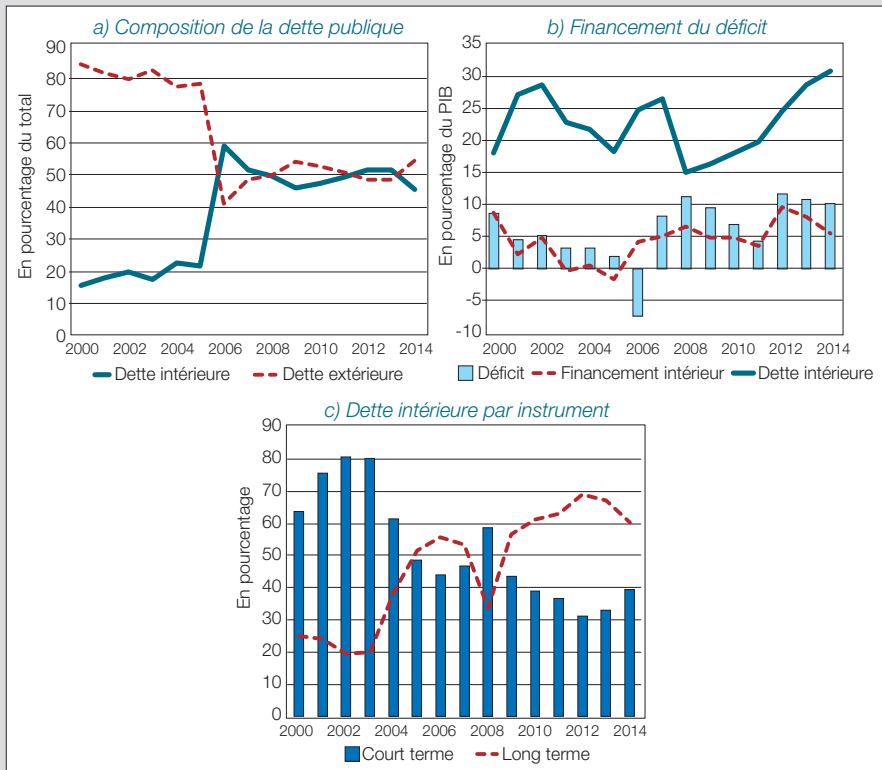 a) Composition de la dette publique
En pourcentage du total
90
80
70
60
50
40
30
20
10
0
2000 2002 2004 2006 2008 2010 2012 2014
Dette intérieure Dette extérieure
b) Financement du déficit
En pourcentage du PIB
35
30
25
20
15
10
5
0
-5
-10
2000 2002 2004 2006 2008 2010 2012 2014
Déficit Financement intérieur Dette intérieure
c) Dette intérieure par instrument
En pourcentage
90
80
70
60
50
40
30
20
10
0
2000 2002 2004 2006 2008 2010 2012 2014
Court terme Long terme